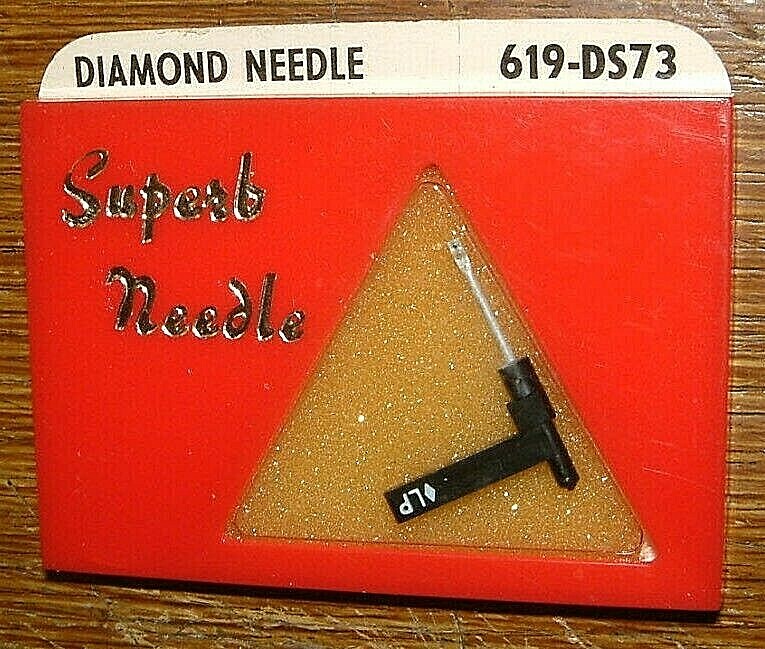 DIAMOND NEEDLE 619-DS73
Superb
Needle
◊LP